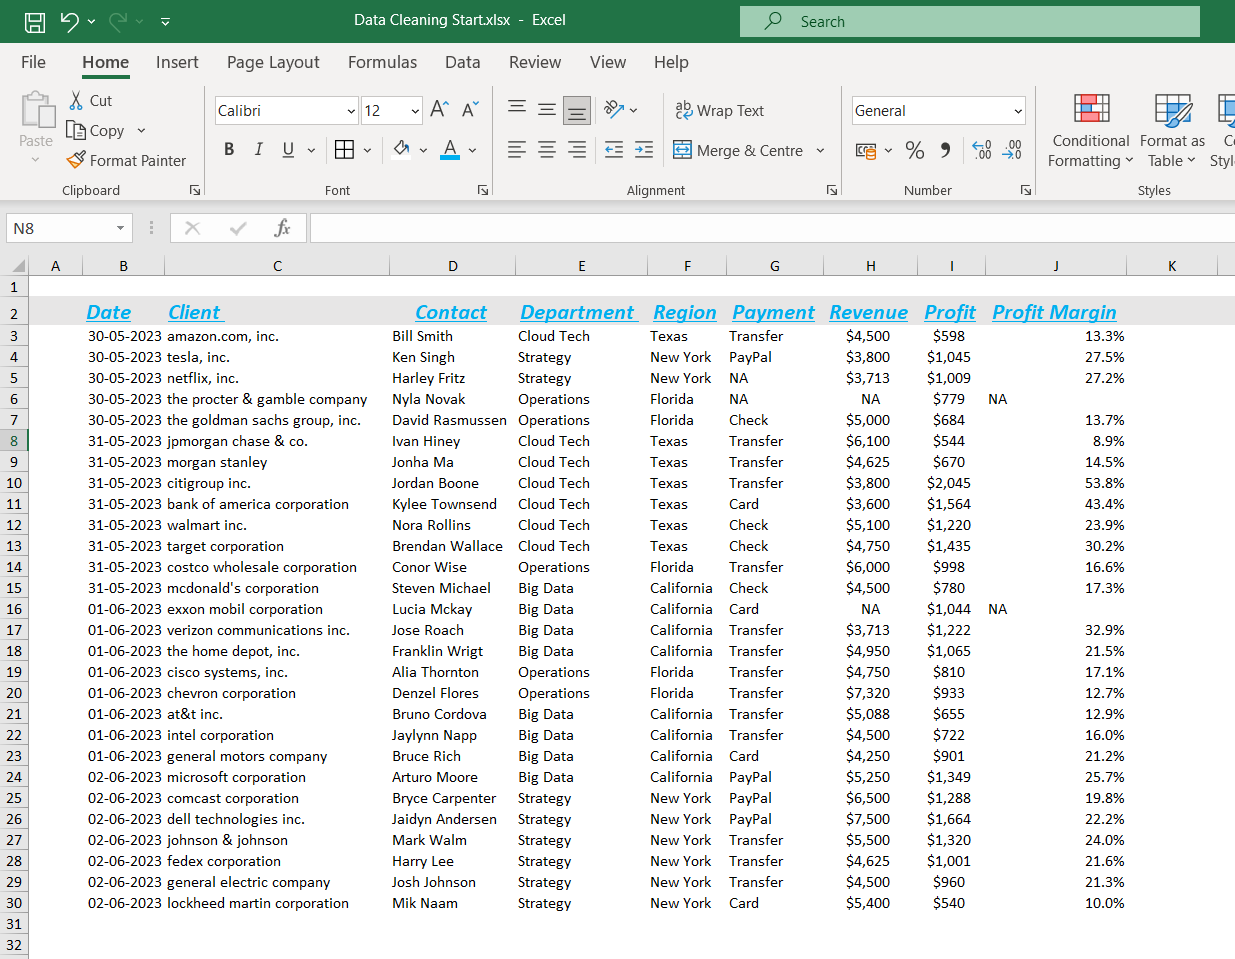 Data Cleaning Start.xlsx - Excel
Search
File Home Insert Page Layout Formulas Data Review View Help
Paste Cut
Copy
Format Painter
Clipboard
Calibri 12
B I U
Font
Wrap Text
Merge & Centre
Alignment
General
Number
Conditional Formatting
Format as Table
Styles
N8 fx
A B C D E F G H I J K
1
2 Date Client Contact Department Region Payment Revenue Profit Profit Margin
3 30-05-2023 amazon.com, inc. Bill Smith Cloud Tech Texas Transfer $4,500 $598 13.3%
4 30-05-2023 tesla, inc. Ken Singh Strategy New York PayPal $3,800 $1,045 27.5%
5 30-05-2023 netflix, inc. Harley Fritz Strategy New York NA $3,713 $1,009 27.2%
6 30-05-2023 the procter & gamble company Nyla Novak Operations Florida NA NA $779 NA
7 30-05-2023 the goldman sachs group, inc. David Rasmussen Operations Florida Check $5,000 $684 13.7%
8 31-05-2023 jpmorgan chase & co. Ivan Hiney Cloud Tech Texas Transfer $6,100 $544 8.9%
9 31-05-2023 morgan stanley Jonha Ma Cloud Tech Texas Transfer $4,625 $670 14.5%
10 31-05-2023 citigroup inc. Jordan Boone Cloud Tech Texas Transfer $3,800 $2,045 53.8%
11 31-05-2023 bank of america corporation Kylee Townsend Cloud Tech Texas Card $3,600 $1,564 43.4%
12 31-05-2023 walmart inc. Nora Rollins Cloud Tech Texas Check $5,100 $1,220 23.9%
13 31-05-2023 target corporation Brendan Wallace Cloud Tech Texas Check $4,750 $1,435 30.2%
14 31-05-2023 costco wholesale corporation Conor Wise Operations Florida Transfer $6,000 $998 16.6%
15 31-05-2023 mcdonald's corporation Steven Michael Big Data California Check $4,500 $780 17.3%
16 01-06-2023 exxon mobil corporation Lucia Mckay Big Data California Card NA $1,044 NA
17 01-06-2023 verizon communications inc. Jose Roach Big Data California Transfer $3,713 $1,222 32.9%
18 01-06-2023 the home depot, inc. Franklin Wrigt Big Data California Transfer $4,950 $1,065 21.5%
19 01-06-2023 cisco systems, inc. Alia Thornton Operations Florida Transfer $4,750 $810 17.1%
20 01-06-2023 chevron corporation Denzel Flores Operations Florida Transfer $7,320 $933 12.7%
21 01-06-2023 at&t inc. Bruno Cordova Big Data California Transfer $5,088 $655 12.9%
22 01-06-2023 intel corporation Jaylynn Napp Big Data California Transfer $4,500 $722 16.0%
23 01-06-2023 general motors company Bruce Rich Big Data California Card $4,250 $901 21.2%
24 02-06-2023 microsoft corporation Arturo Moore Big Data California PayPal $5,250 $1,349 25.7%
25 02-06-2023 comcast corporation Bryce Carpenter Strategy New York PayPal $6,500 $1,288 19.8%
26 02-06-2023 dell technologies inc. Jaidyn Andersen Strategy New York PayPal $7,500 $1,664 22.2%
27 02-06-2023 johnson & johnson Mark Walm Strategy New York Transfer $5,500 $1,320 24.0%
28 02-06-2023 fedex corporation Harry Lee Strategy New York Transfer $4,625 $1,001 21.6%
29 02-06-2023 general electric company Josh Johnson Strategy New York Transfer $4,500 $960 21.3%
30 02-06-2023 lockheed martin corporation Mik Naam Strategy New York Card $5,400 $540 10.0%
31
32